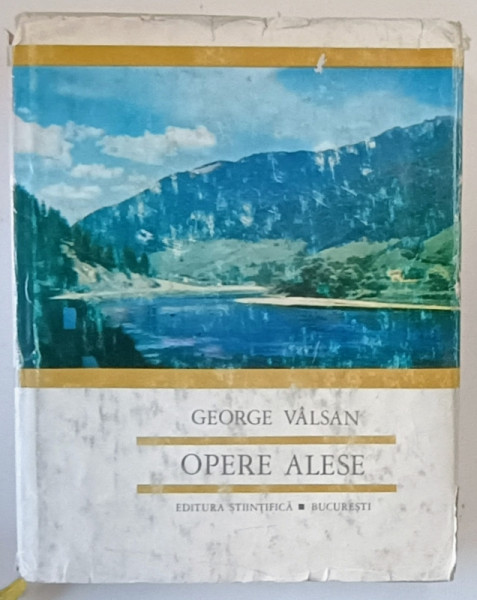 GEORGE VÂLSAN
OPERE ALESE
EDITURA ȘTIINȚIFICĂ ■ BUCUREȘTI